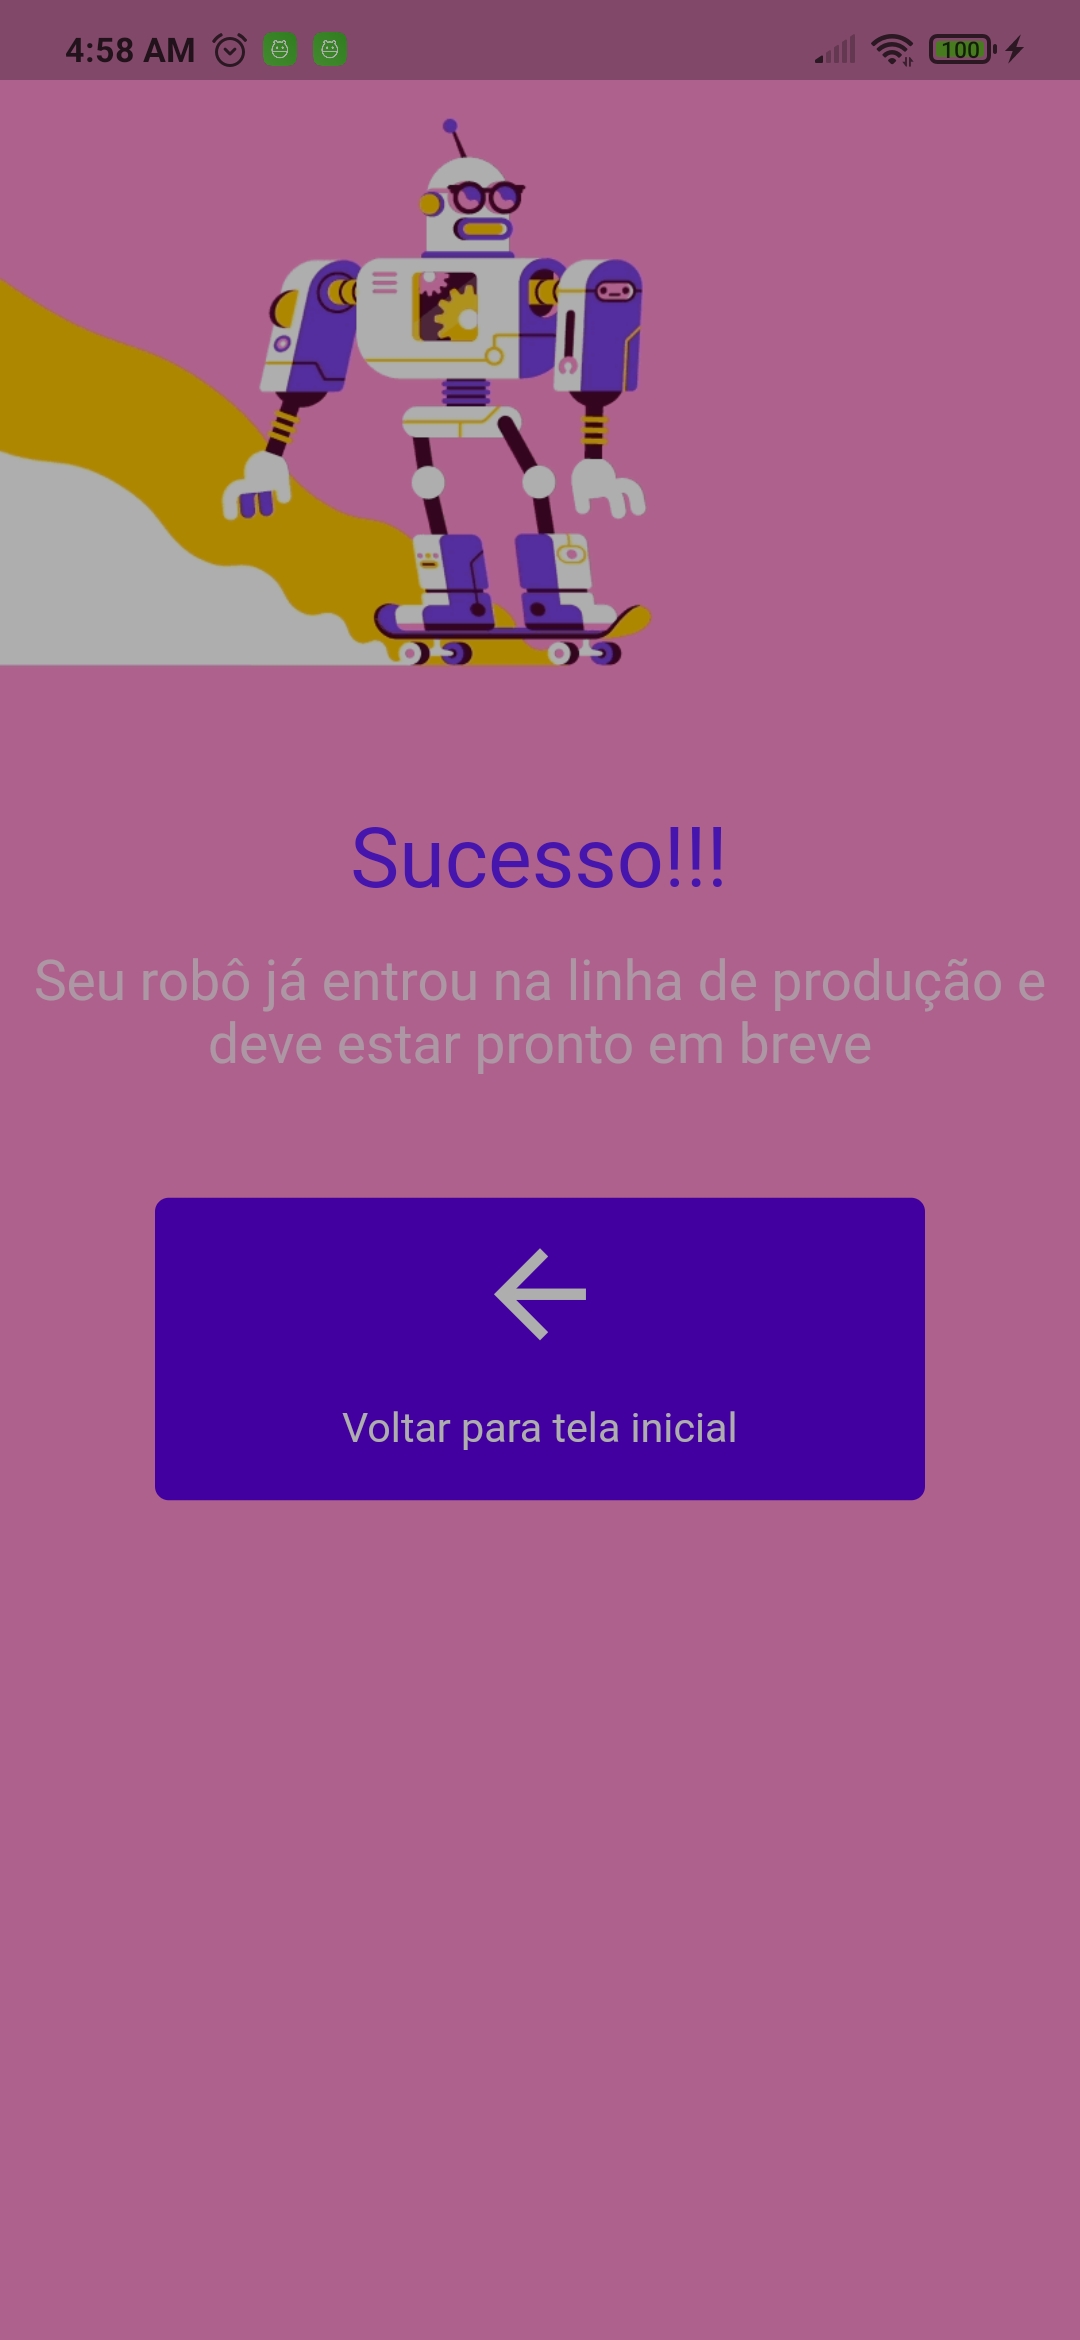 4:58 AM
100
Sucesso!!!
Seu robô já entrou na linha de produção e
deve estar pronto em breve
Voltar para tela inicial